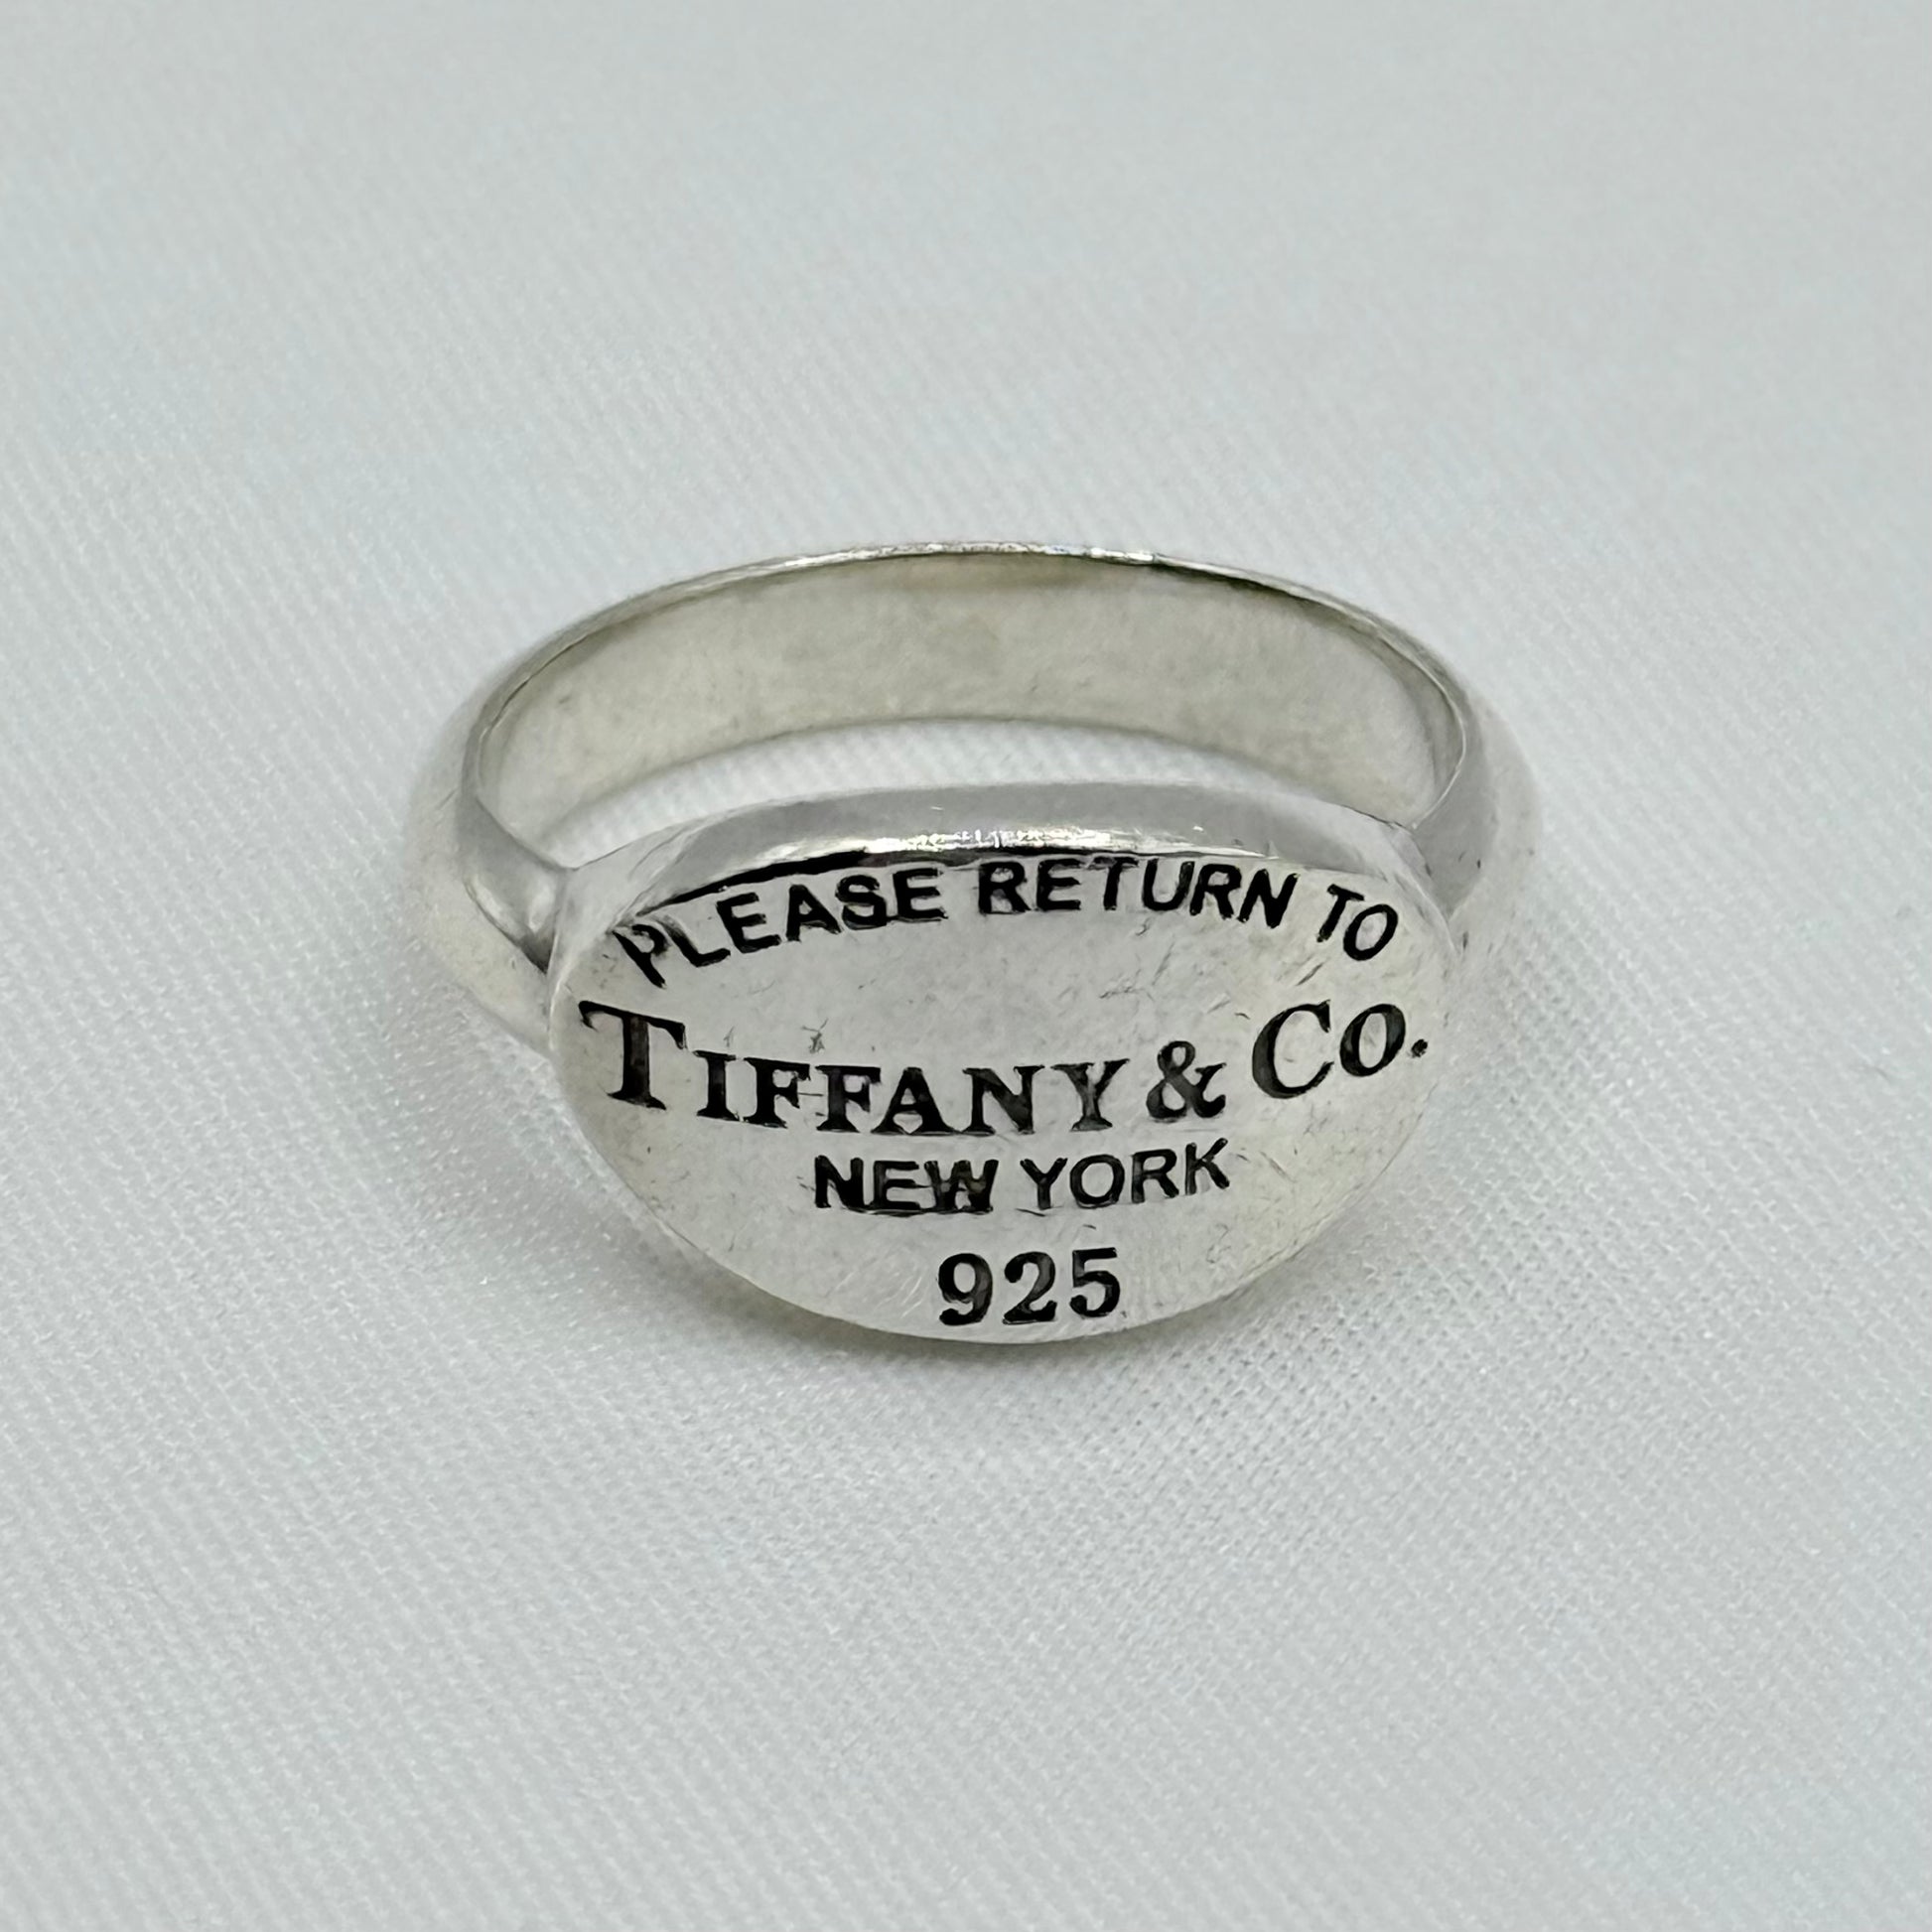 PLEASE RETURN TO
TIFFANY & CO.
NEW YORK
925